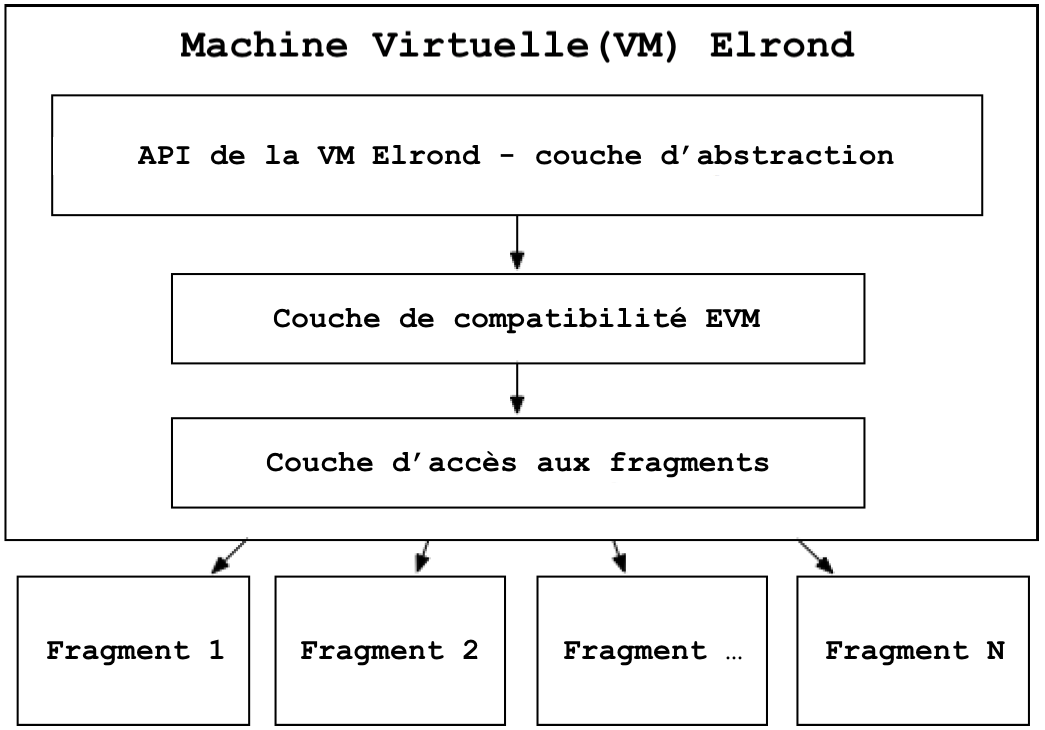 Machine Virtuelle(VM) Elrond
API de la VM Elrond - couche d’abstraction
Couche de compatibilité EVM
Couche d’accès aux fragments
Fragment 1
Fragment 2
Fragment …
Fragment N